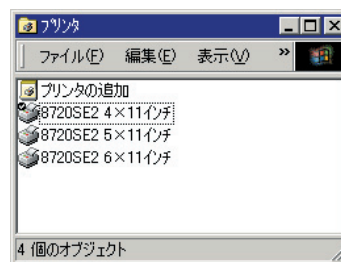 プリンタ
ファイル(F) 編集(E) 表示(V) »
プリンタの追加
8720SE2 4×11インチ
8720SE2 5×11インチ
8720SE2 6×11インチ
4 個のオブジェクト